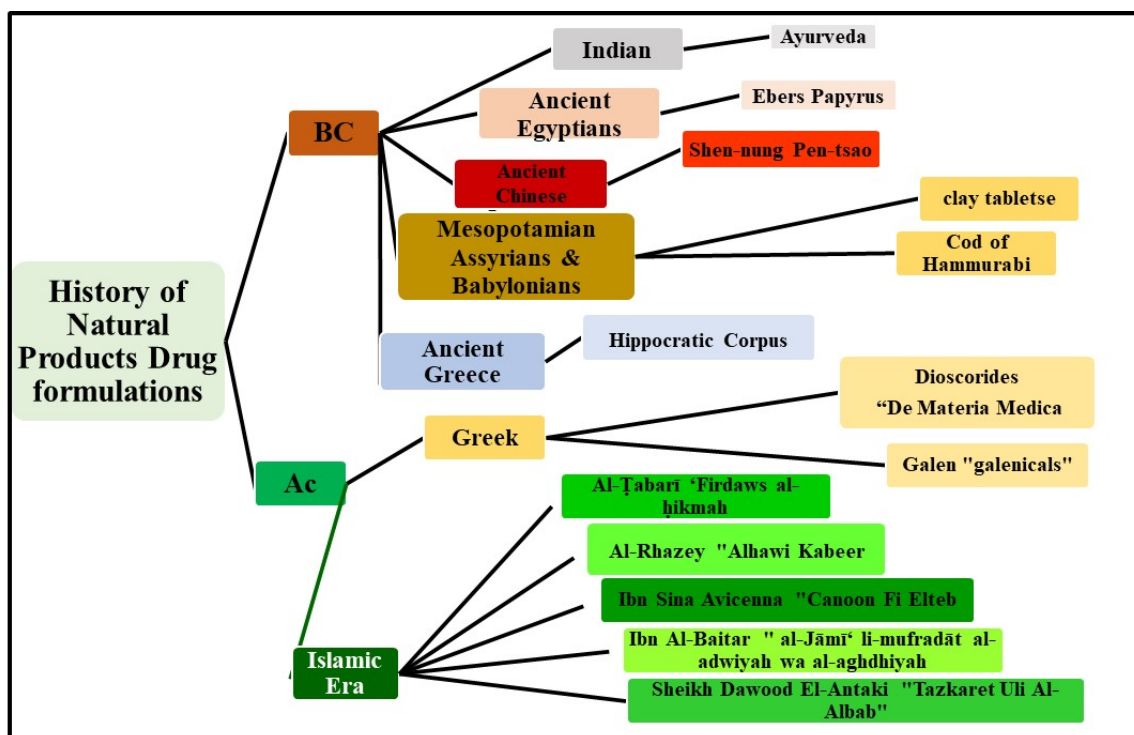 History of
Natural
Products Drug
formulations
BC
Indian
Ayurveda
Ancient
Egyptians
Ebers Papyrus
Ancient
Chinese
Shen-nung Pen-tsao
Mesopotamian
Assyrians &
Babylonians
clay tabletse
Cod of
Hammurabi
Ancient
Greece
Hippocratic Corpus
Ac
Greek
Dioscorides
“De Materia Medica
Galen "galenicals"
Islamic
Era
Al-Ṭabarī ‘Firdaws al-
ḥikmah
Al-Rhazey "Alhawi Kabeer
Ibn Sina Avicenna "Canoon Fi Elteb
Ibn Al-Baitar " al-Jāmī‘ li-mufradāt al-
adwiyah wa al-aghdhiyah
Sheikh Dawood El-Antaki "Tazkaret Uli Al-
Albab"